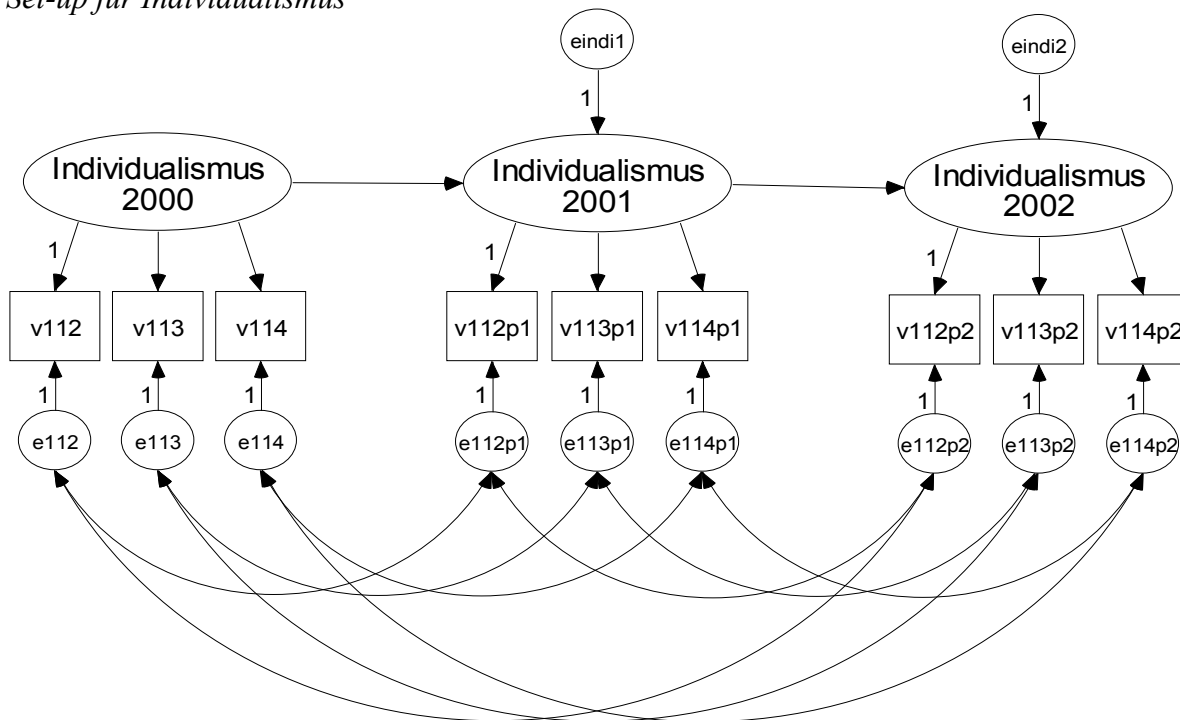 Set-up für Individualismus
eindi1
eindi2
1
1
Individualismus
2000
Individualismus
2001
Individualismus
2002
1
1
1
v112
v113
v114
v112p1
v113p1
v114p1
v112p2
v113p2
v114p2
1
1
1
1
1
1
1
1
1
e112
e113
e114
e112p1
e113p1
e114p1
e112p2
e113p2
e114p2